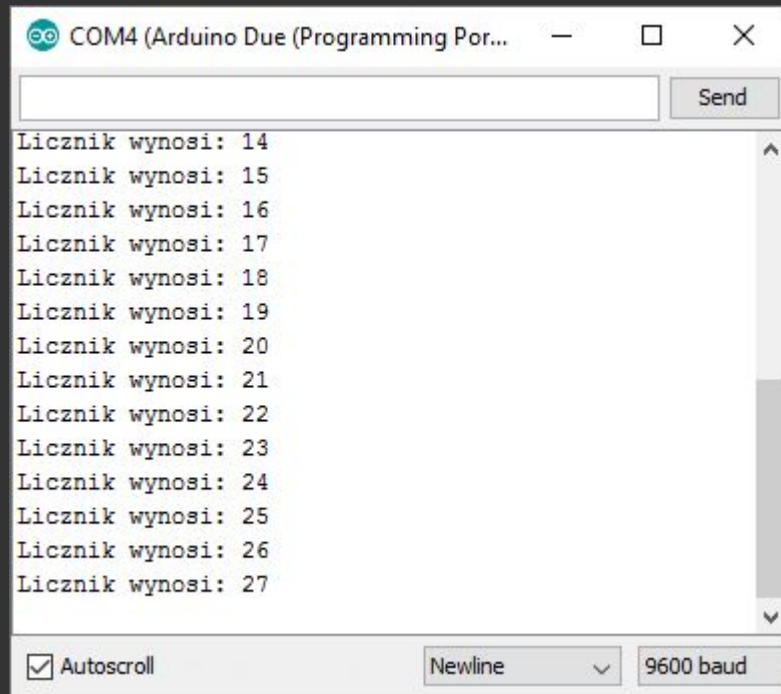 COM4 (Arduino Due (Programming Por...
Send
Licznik wynosi: 14
Licznik wynosi: 15
Licznik wynosi: 16
Licznik wynosi: 17
Licznik wynosi: 18
Licznik wynosi: 19
Licznik wynosi: 20
Licznik wynosi: 21
Licznik wynosi: 22
Licznik wynosi: 23
Licznik wynosi: 24
Licznik wynosi: 25
Licznik wynosi: 26
Licznik wynosi: 27
Autoscroll Newline 9600 baud